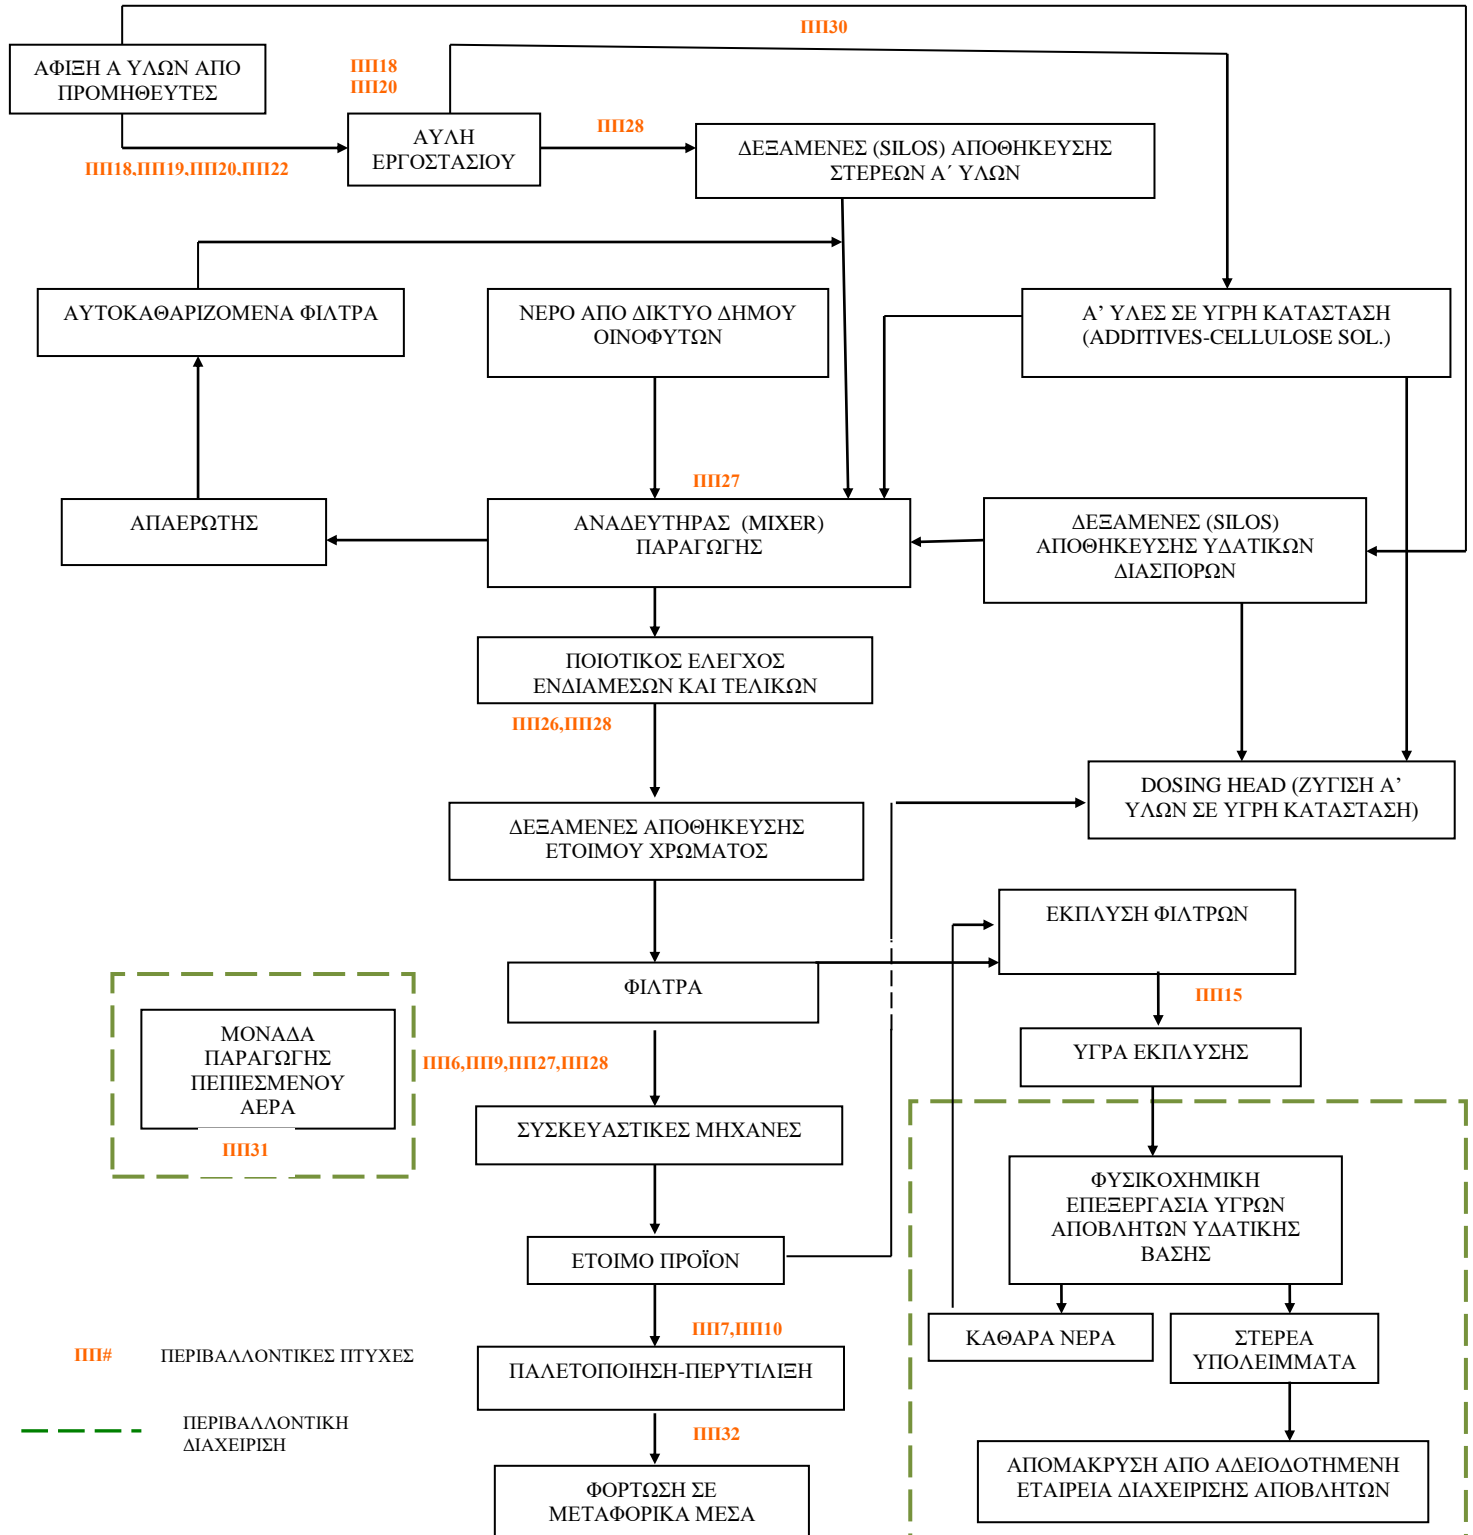 ΠΠ30
ΑΦΙΞΗ Α ΥΛΩΝ ΑΠΟ
ΠΡΟΜΗΘΕΥΤΕΣ
ΠΠ18
ΠΠ20
ΑΥΛΗ
ΕΡΓΟΣΤΑΣΙΟΥ
ΠΠ28
ΔΕΞΑΜΕΝΕΣ (SILOS) ΑΠΟΘΗΚΕΥΣΗΣ
ΣΤΕΡΕΩΝ Α΄ ΥΛΩΝ
ΠΠ18,ΠΠ19,ΠΠ20,ΠΠ22
ΑΥΤΟΚΑΘΑΡΙΖΟΜΕΝΑ ΦΙΛΤΡΑ
ΝΕΡΟ ΑΠΟ ΔΙΚΤΥΟ ΔΗΜΟΥ
ΟΙΝΟΦΥΤΩΝ
Α’ ΥΛΕΣ ΣΕ ΥΓΡΗ ΚΑΤΑΣΤΑΣΗ
(ADDITIVES-CELLULOSE SOL.)
ΠΠ27
ΑΠΑΕΡΩΤΗΣ
ΑΝΑΔΕΥΤΗΡΑΣ (MIXER)
ΠΑΡΑΓΩΓΗΣ
ΔΕΞΑΜΕΝΕΣ (SILOS)
ΑΠΟΘΗΚΕΥΣΗΣ ΥΔΑΤΙΚΩΝ
ΔΙΑΣΠΟΡΩΝ
ΠΟΙΟΤΙΚΟΣ ΕΛΕΓΧΟΣ
ΕΝΔΙΑΜΕΣΩΝ ΚΑΙ ΤΕΛΙΚΩΝ
ΠΠ26,ΠΠ28
DOSING HEAD (ΖΥΓΙΣΗ Α’
ΥΛΩΝ ΣΕ ΥΓΡΗ ΚΑΤΑΣΤΑΣΗ)
ΔΕΞΑΜΕΝΕΣ ΑΠΟΘΗΚΕΥΣΗΣ
ΕΤΟΙΜΟΥ ΧΡΩΜΑΤΟΣ
ΕΚΠΛΥΣΗ ΦΙΛΤΡΩΝ
ΦΙΛΤΡΑ
ΠΠ15
ΜΟΝΑΔΑ
ΠΑΡΑΓΩΓΗΣ
ΠΕΠΙΕΣΜΕΝΟΥ
ΑΕΡΑ
ΠΠ31
ΠΠ6,ΠΠ9,ΠΠ27,ΠΠ28
ΥΓΡΑ ΕΚΠΛΥΣΗΣ
ΣΥΣΚΕΥΑΣΤΙΚΕΣ ΜΗΧΑΝΕΣ
ΦΥΣΙΚΟΧΗΜΙΚΗ
ΕΠΕΞΕΡΓΑΣΙΑ ΥΓΡΩΝ
ΑΠΟΒΛΗΤΩΝ ΥΔΑΤΙΚΗΣ
ΒΑΣΗΣ
ΕΤΟΙΜΟ ΠΡΟΪΟΝ
ΠΠ7,ΠΠ10
ΚΑΘΑΡΑ ΝΕΡΑ
ΣΤΕΡΕΑ
ΥΠΟΛΕΙΜΜΑΤΑ
ΠΠ#
ΠΕΡΙΒΑΛΛΟΝΤΙΚΕΣ ΠΤΥΧΕΣ
ΠΑΛΕΤΟΠΟΙΗΣΗ-ΠΕΡΥΤΙΛΙΞΗ
ΠΕΡΙΒΑΛΛΟΝΤΙΚΗ
ΔΙΑΧΕΙΡΙΣΗ
ΠΠ32
ΑΠΟΜΑΚΡΥΣΗ ΑΠΟ ΑΔΕΙΟΔΟΤΗΜΕΝΗ
ΕΤΑΙΡΕΙΑ ΔΙΑΧΕΙΡΙΣΗΣ ΑΠΟΒΛΗΤΩΝ
ΦΟΡΤΩΣΗ ΣΕ
ΜΕΤΑΦΟΡΙΚΑ ΜΕΣΑ